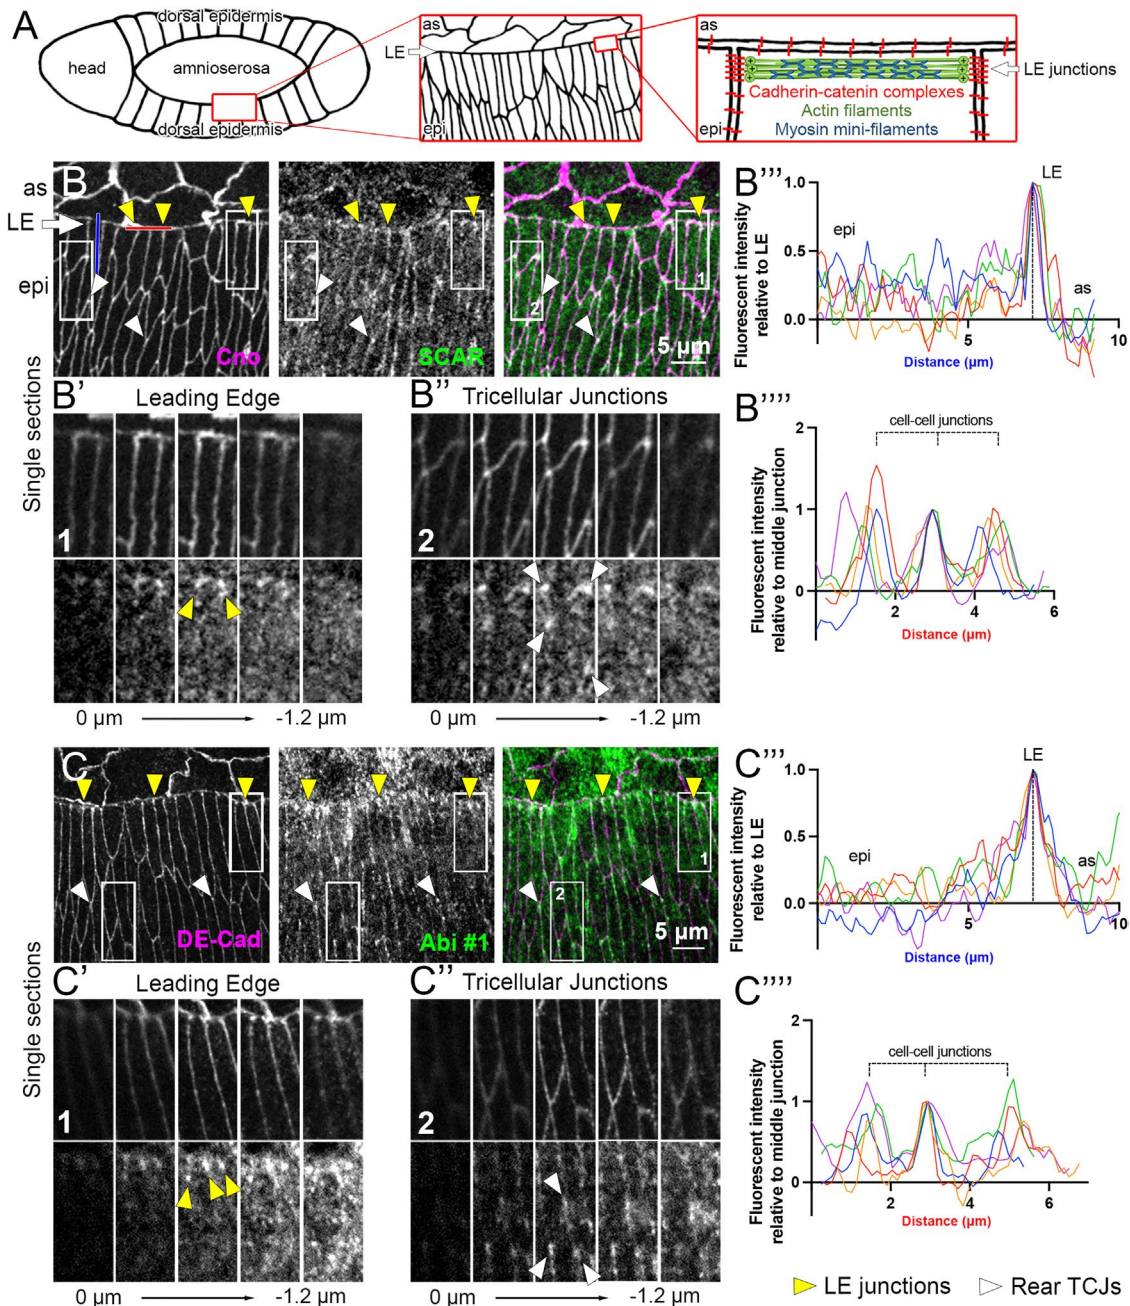 A
dorsal epidermis
head
amnioserosa
dorsal epidermis
as
LE
epi
as
LE junctions
Cadherin-catenin complexes
Actin filaments
epi
Myosin mini-filaments
B
as
LE
epi
Cno
SCAR
1
2
5 µm
B'''
LE
1.0
epi
0.5
as
0.0
5
10
Fluorescent intensity
relative to LE
Distance (µm)
Single sections
B'
Leading Edge
1
0 µm
-1.2 µm
B''
Tricellular Junctions
2
0 µm
-1.2 µm
B''''
2
cell-cell junctions
1
0
2
4
6
Fluorescent intensity
relative to middle junction
Distance (µm)
C
DE-Cad
Abi #1
1
2
5 µm
C'''
LE
1.0
0.5
epi
as
0.0
5
10
Fluorescent intensity
relative to LE
Distance (µm)
Single sections
C'
Leading Edge
1
0 µm
-1.2 µm
C''
Tricellular Junctions
2
0 µm
-1.2 µm
C''''
2
cell-cell junctions
1
0
2
4
6
Fluorescent intensity
relative to middle junction
Distance (µm)
LE junctions
Rear TCJs